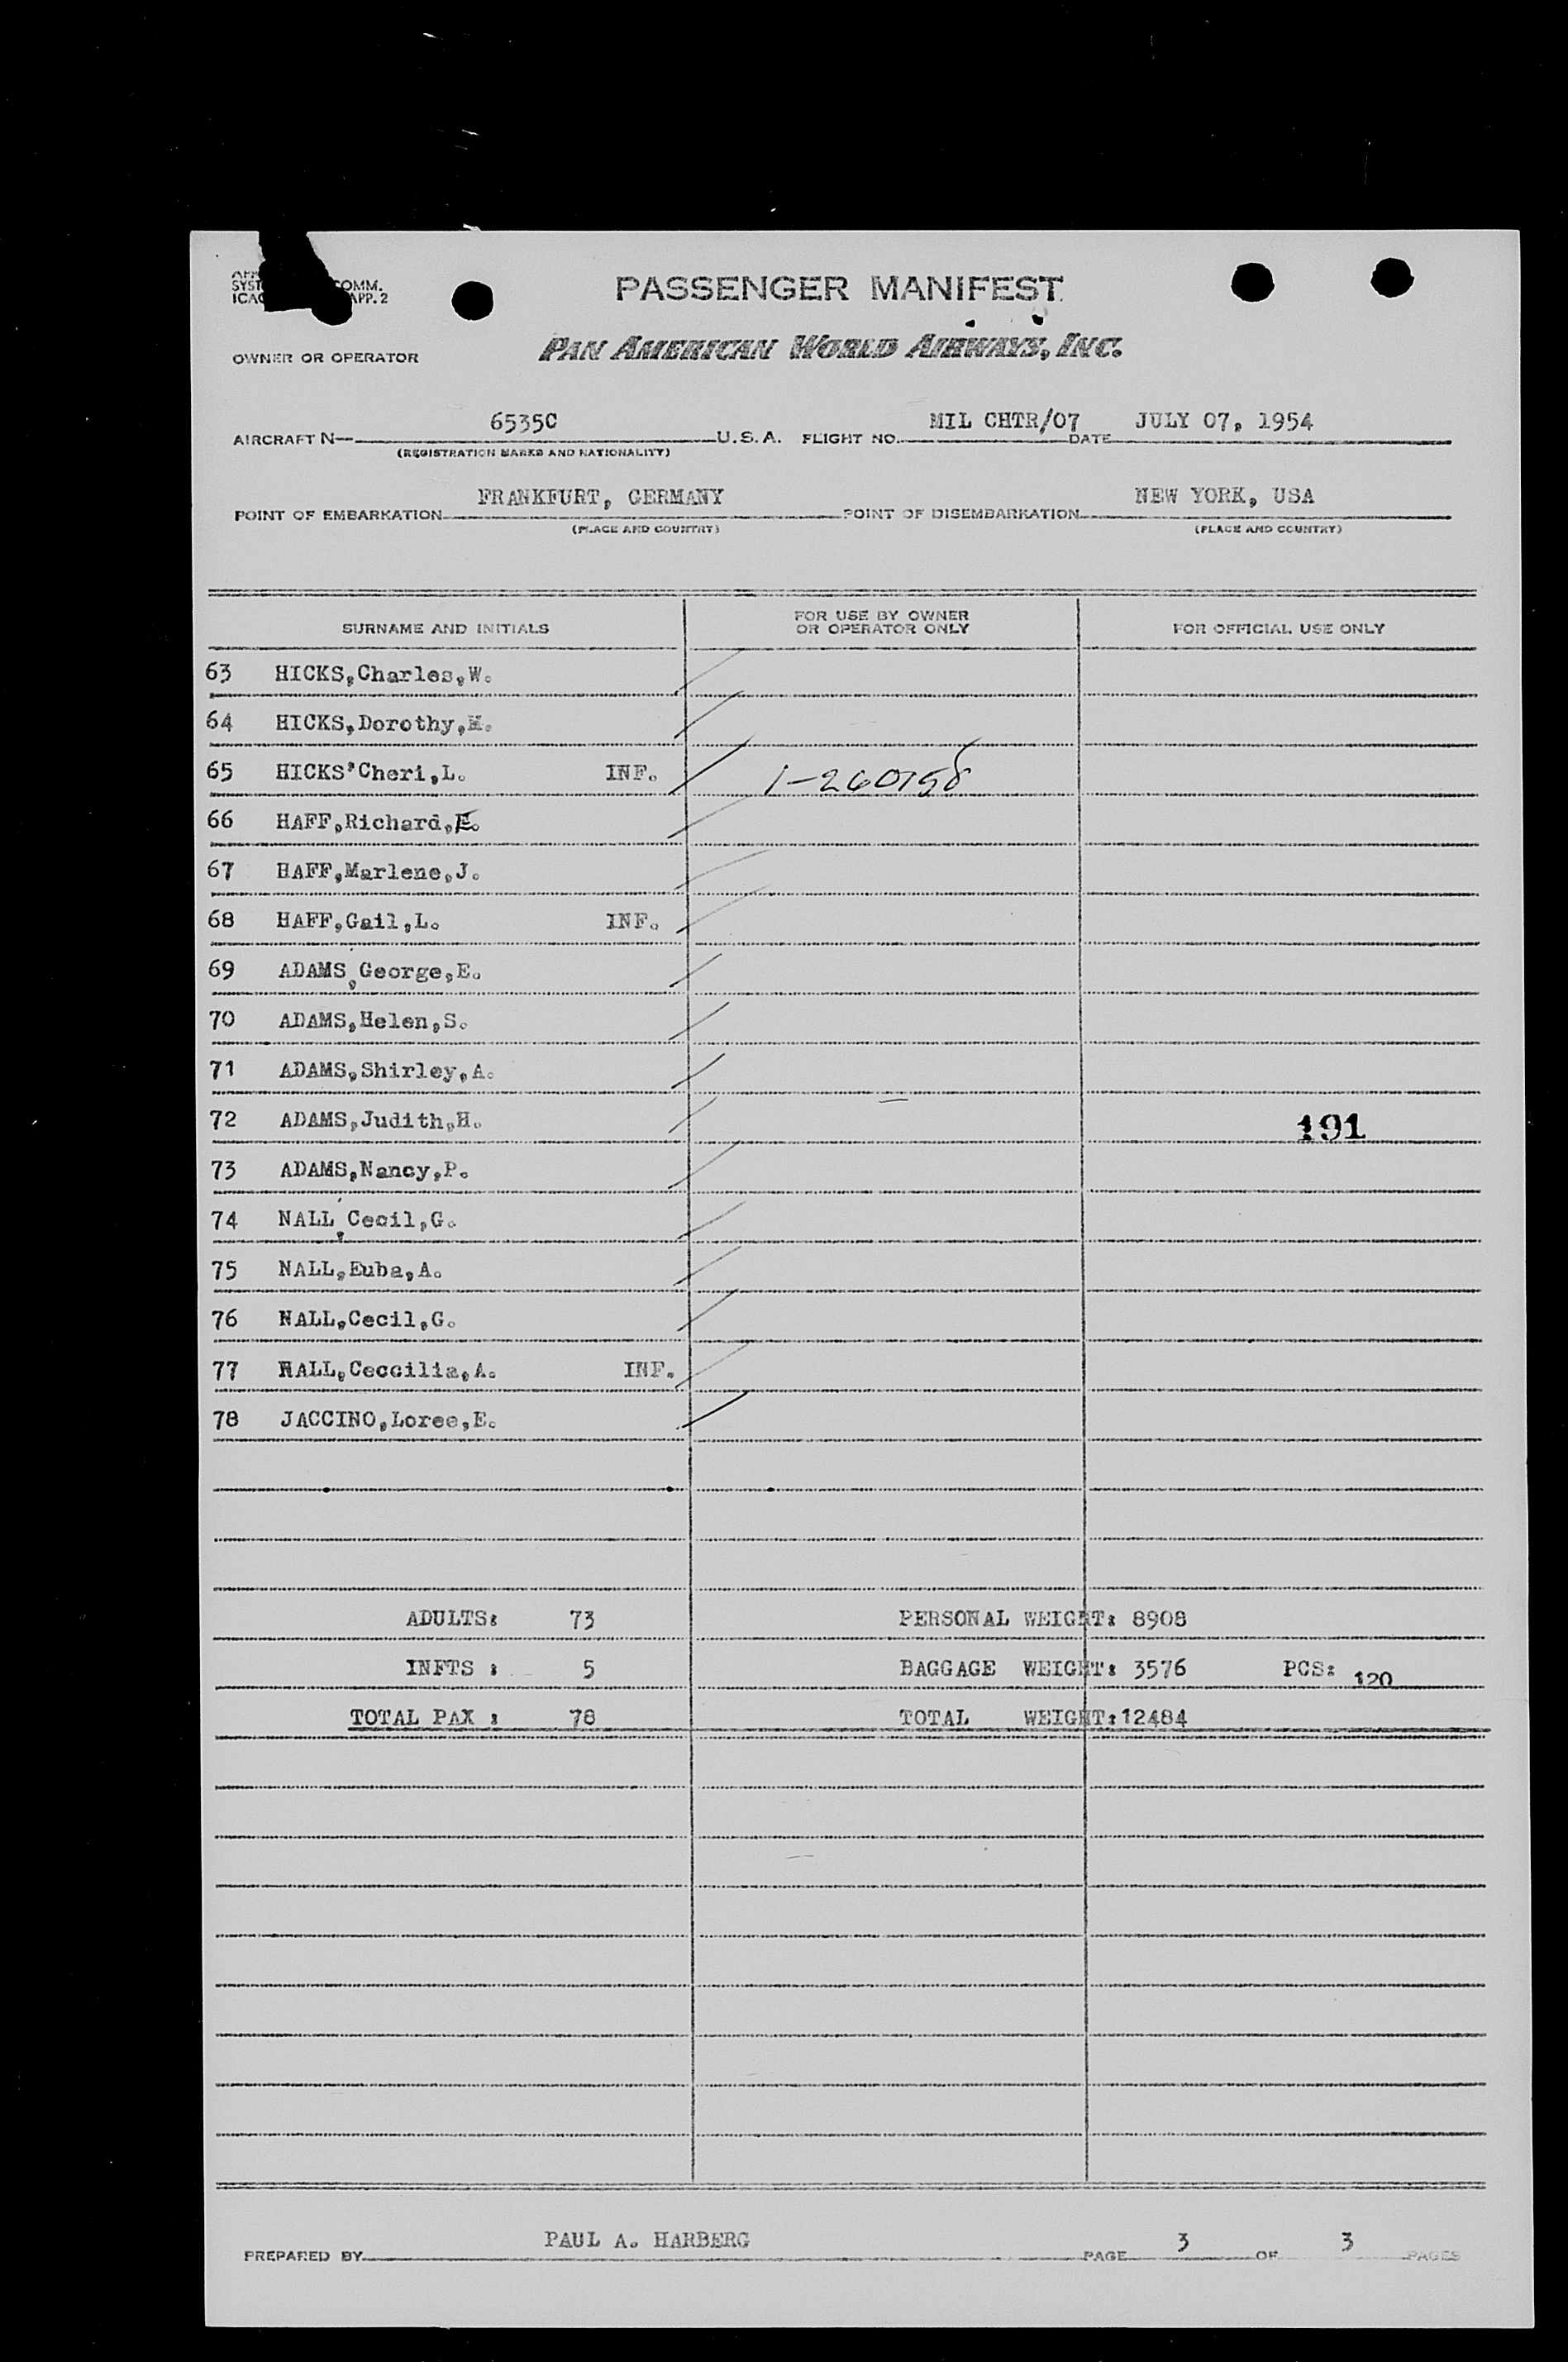 SYST COMM.
ICAO APP. 2
PASSENGER MANIFEST
OWNER OR OPERATOR PAN AMERICAN WORLD AIRWAYS, INC.
AIRCRAFT N— 6535C U.S.A. FLIGHT NO. MIL CHTR/07 DATE JULY 07, 1954
(REGISTRATION MARKS AND NATIONALITY)
POINT OF EMBARKATION FRANKFURT, GERMANY POINT OF DISEMBARKATION NEW YORK, USA
(PLACE AND COUNTRY) (PLACE AND COUNTRY)
SURNAME AND INITIALS FOR USE BY OWNER OR OPERATOR ONLY FOR OFFICIAL USE ONLY
63 HICKS,Charles,W.
64 HICKS,Dorothy,M.
65 HICKS'Cheri,L. INF. 1-260758
66 HAFF,Richard,E.
67 HAFF,Marlene,J.
68 HAFF,Gail,L. INF.
69 ADAMS,George,E.
70 ADAMS,Helen,S.
71 ADAMS,Shirley,A.
72 ADAMS,Judith,H. 191
73 ADAMS,Nancy,P.
74 NALL,Cecil,G.
75 NALL,Euba,A.
76 NALL,Cecil,G.
77 NALL,Ceccilia,A. INF.
78 JACCINO,Loree,E.
ADULTS: 73 PERSONAL WEIGHT: 8908
INFTS : 5 BAGGAGE WEIGHT: 3576 PCS: 120
TOTAL PAX : 78 TOTAL WEIGHT:12484
PREPARED BY PAUL A. HARBERG PAGE 3 OF 3 PAGES